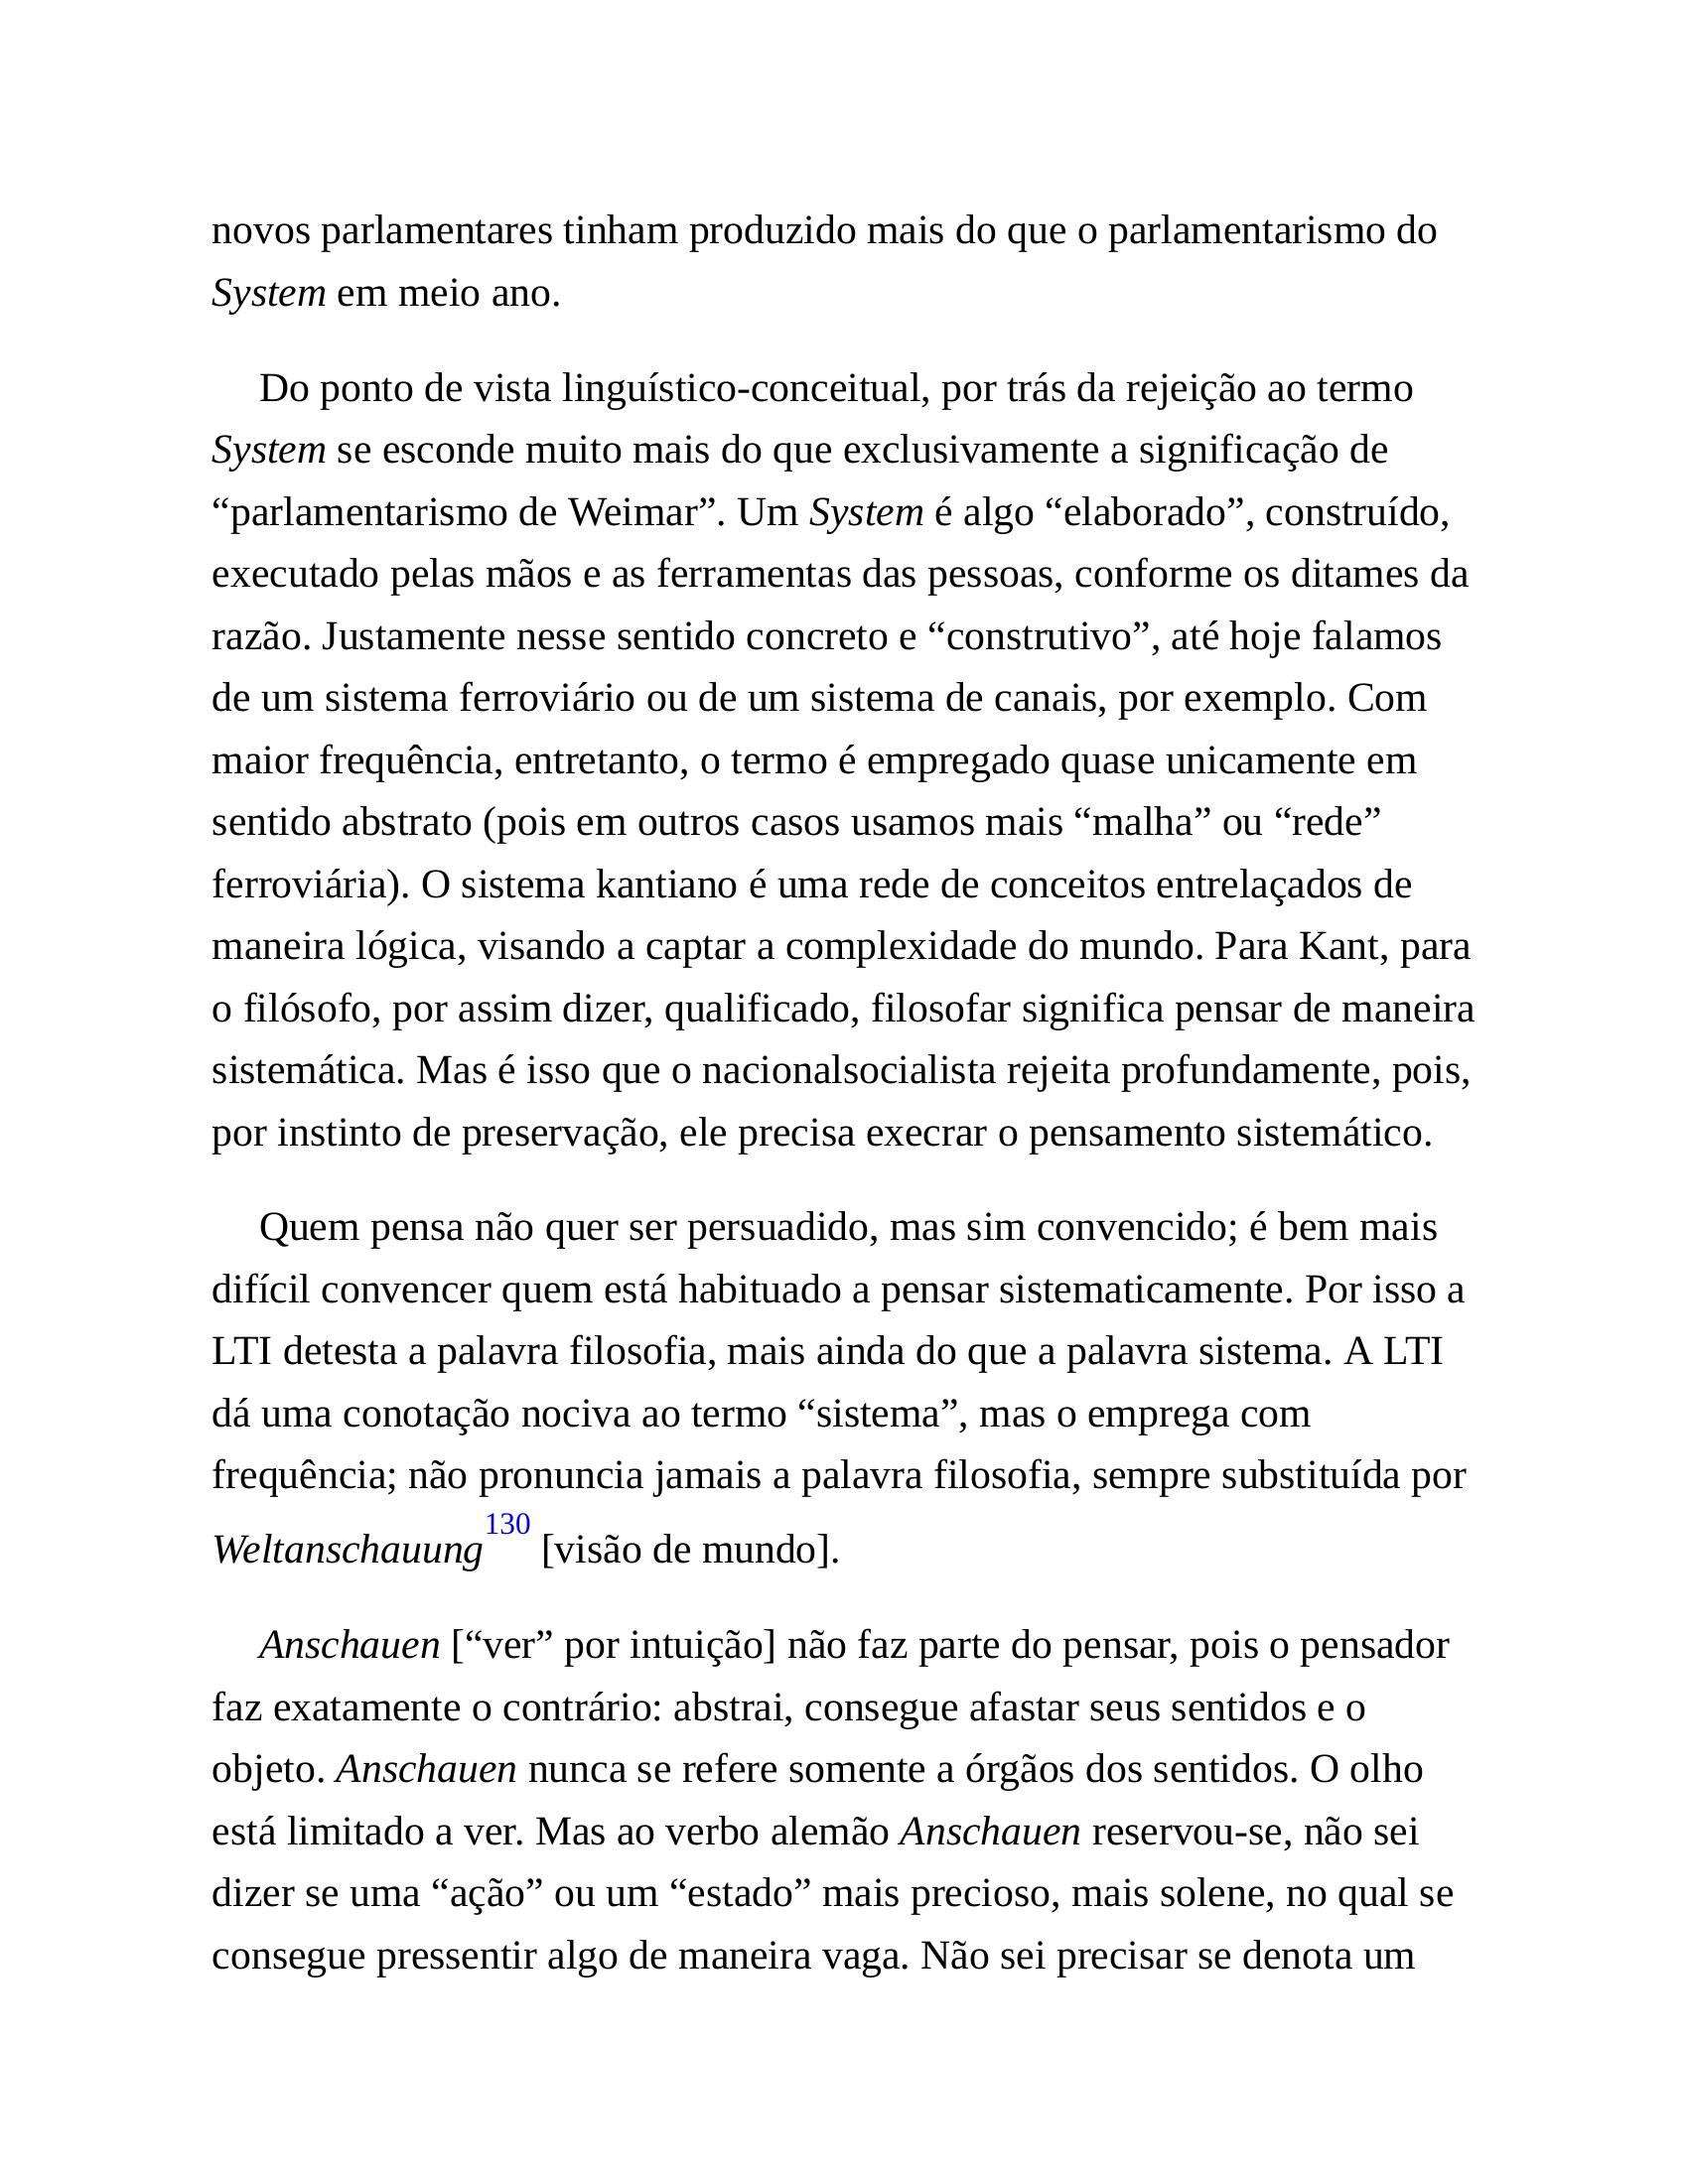 novos parlamentares tinham produzido mais do que o parlamentarismo do
System em meio ano.
Do ponto de vista linguístico-conceitual, por trás da rejeição ao termo
System se esconde muito mais do que exclusivamente a significação de
“parlamentarismo de Weimar”. Um System é algo “elaborado”, construído,
executado pelas mãos e as ferramentas das pessoas, conforme os ditames da
razão. Justamente nesse sentido concreto e “construtivo”, até hoje falamos
de um sistema ferroviário ou de um sistema de canais, por exemplo. Com
maior frequência, entretanto, o termo é empregado quase unicamente em
sentido abstrato (pois em outros casos usamos mais “malha” ou “rede”
ferroviária). O sistema kantiano é uma rede de conceitos entrelaçados de
maneira lógica, visando a captar a complexidade do mundo. Para Kant, para
o filósofo, por assim dizer, qualificado, filosofar significa pensar de maneira
sistemática. Mas é isso que o nacionalsocialista rejeita profundamente, pois,
por instinto de preservação, ele precisa execrar o pensamento sistemático.
Quem pensa não quer ser persuadido, mas sim convencido; é bem mais
difícil convencer quem está habituado a pensar sistematicamente. Por isso a
LTI detesta a palavra filosofia, mais ainda do que a palavra sistema. A LTI
dá uma conotação nociva ao termo “sistema”, mas o emprega com
frequência; não pronuncia jamais a palavra filosofia, sempre substituída por
Weltanschauung130 [visão de mundo].
Anschauen [“ver” por intuição] não faz parte do pensar, pois o pensador
faz exatamente o contrário: abstrai, consegue afastar seus sentidos e o
objeto. Anschauen nunca se refere somente a órgãos dos sentidos. O olho
está limitado a ver. Mas ao verbo alemão Anschauen reservou-se, não sei
dizer se uma “ação” ou um “estado” mais precioso, mais solene, no qual se
consegue pressentir algo de maneira vaga. Não sei precisar se denota um